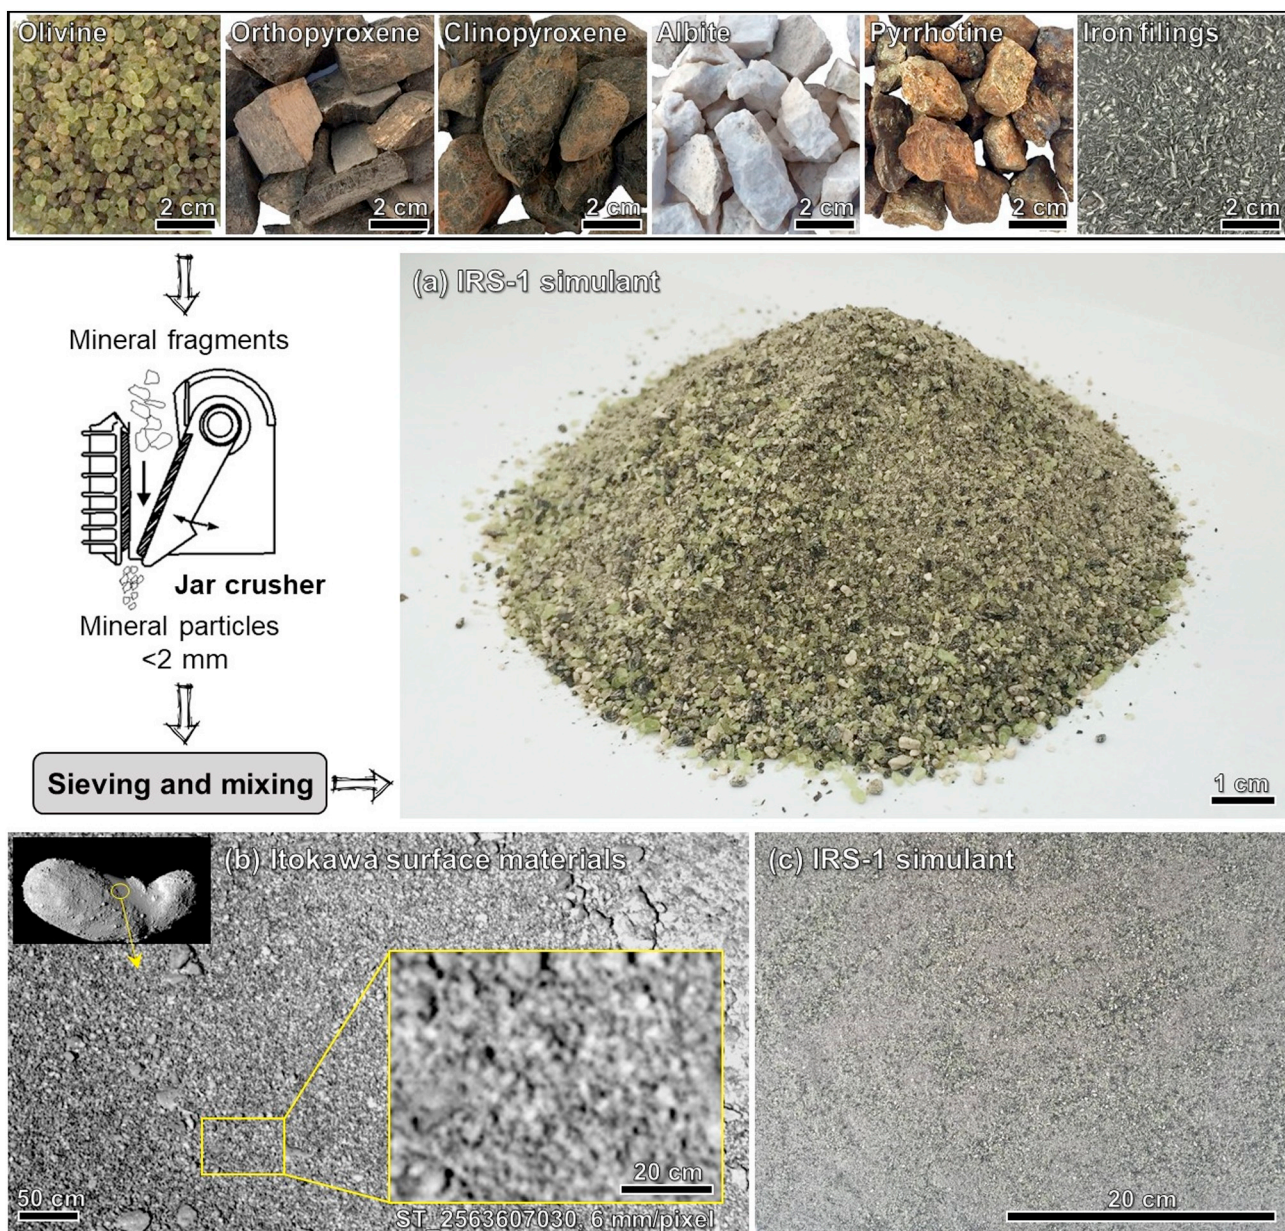 Olivine
Orthopyroxene
Clinopyroxene
Albite
Pyrrhotine
Iron filings
2 cm
2 cm
2 cm
2 cm
2 cm
2 cm
Mineral fragments
Jar crusher
Mineral particles
<2 mm
Sieving and mixing
(a) IRS-1 simulant
1 cm
(b) Itokawa surface materials
20 cm
50 cm
ST_2563607030, 6 mm/pixel
(c) IRS-1 simulant
20 cm